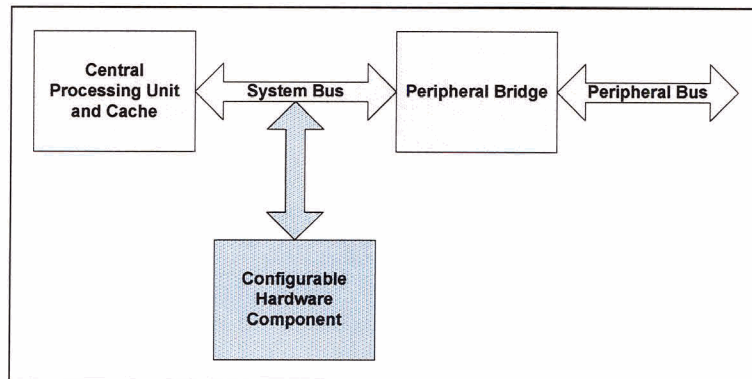 Central
Processing Unit
and Cache
System Bus
Peripheral Bridge
Peripheral Bus
Configurable
Hardware
Component